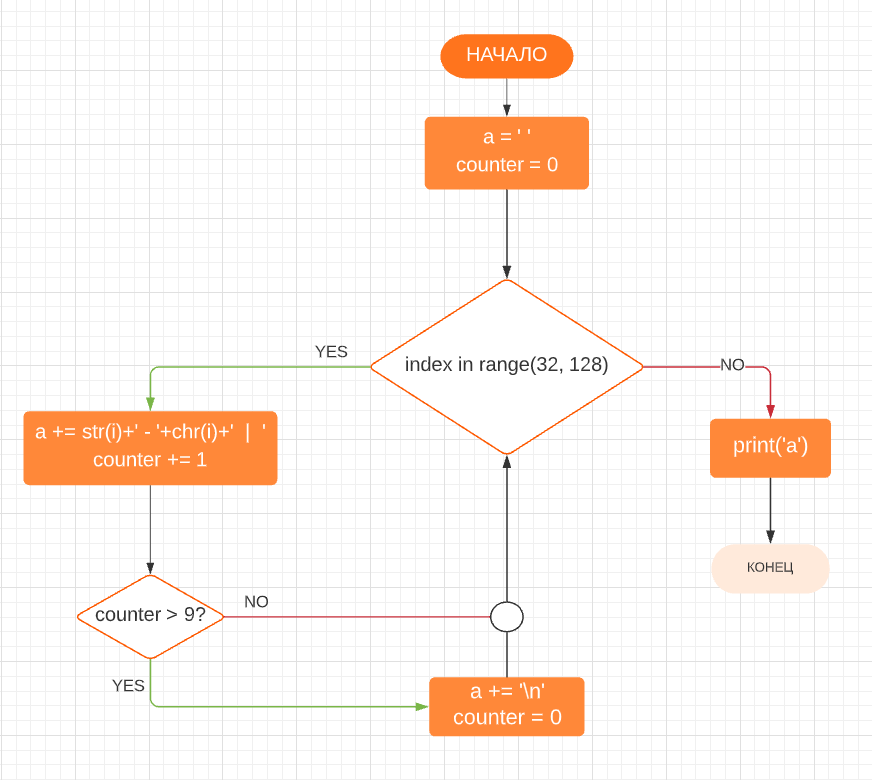 НАЧАЛО
a = ' '
counter = 0
index in range(32, 128)
YES
NO
a += str(i)+' - '+chr(i)+'  |  '
counter += 1
print('a')
КОНЕЦ
counter > 9?
NO
YES
a += '\n'
counter = 0